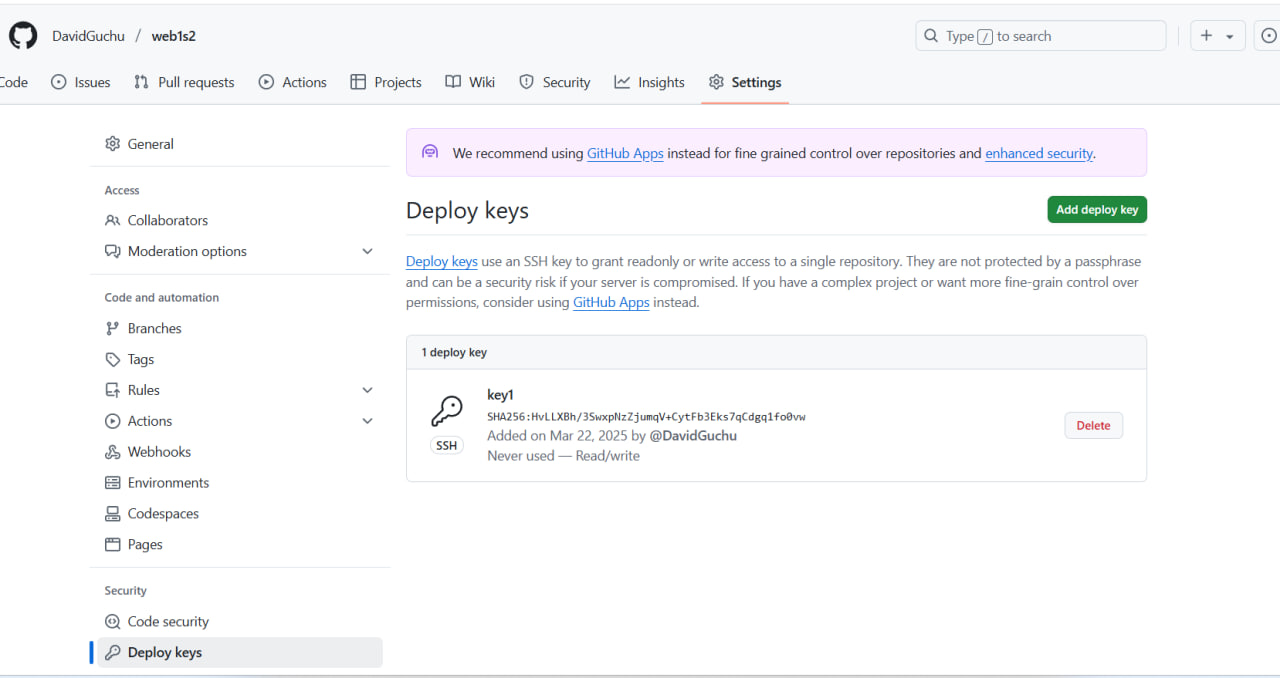 DavidGuchu / web1s2
Type / to search
Code Issues Pull requests Actions Projects Wiki Security Insights Settings
General
Access
Collaborators
Moderation options
Code and automation
Branches
Tags
Rules
Actions
Webhooks
Environments
Codespaces
Pages
Security
Code security
Deploy keys
We recommend using GitHub Apps instead for fine grained control over repositories and enhanced security.
Deploy keys
Add deploy key
Deploy keys use an SSH key to grant readonly or write access to a single repository. They are not protected by a passphrase
and can be a security risk if your server is compromised. If you have a complex project or want more fine-grain control over
permissions, consider using GitHub Apps instead.
1 deploy key
SSH
key1
SHA256:HvLLXBh/3SwxpNzZjumqV+CytFb3Eks7qCdgq1fo0vw
Added on Mar 22, 2025 by @DavidGuchu
Never used — Read/write
Delete